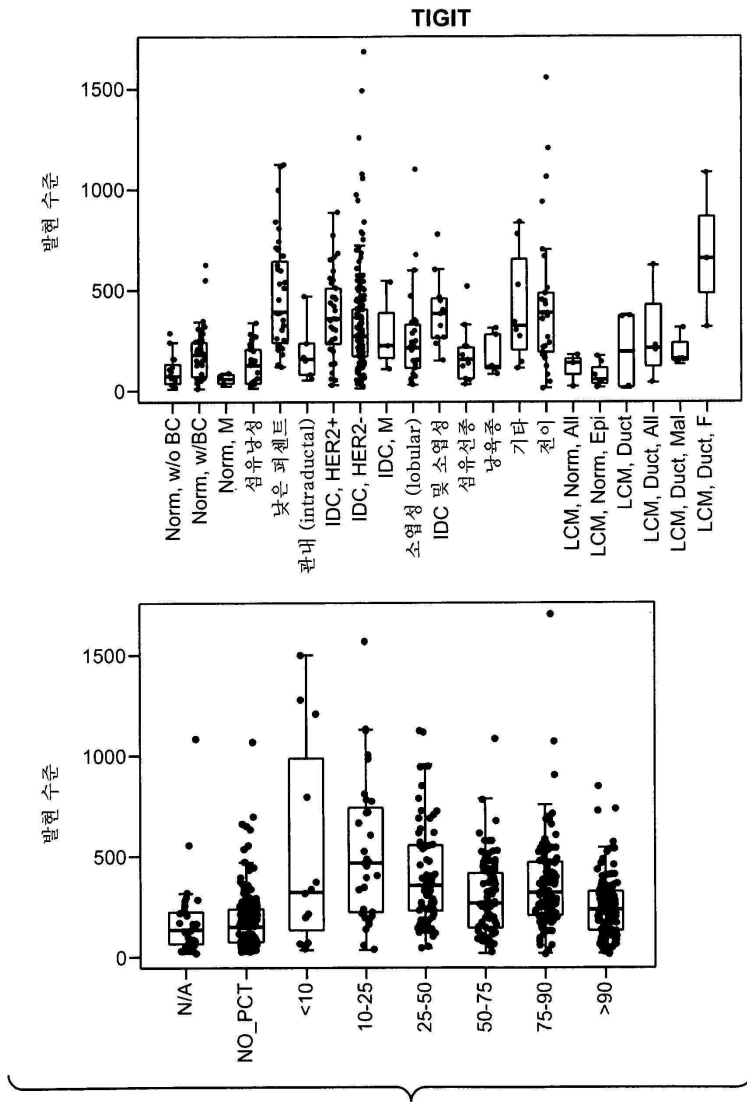 TIGIT
발현 수준
1500
1000
500
0
Norm, w/o BC
Norm, w/BC
Norm, M
섬유낭성
낮은 퍼센트
관내 (intraductal)
IDC, HER2+
IDC, HER2-
IDC, M
소엽성 (lobular)
IDC 및 소엽성
섬유선종
낭육종
기타
전이
LCM, Norm, All
LCM, Norm, Epi
LCM, Duct
LCM, Duct, All
LCM, Duct, Mal
LCM, Duct, F
발현 수준
1500
1000
500
0
N/A
NO_PCT
<10
10-25
25-50
50-75
75-90
>90